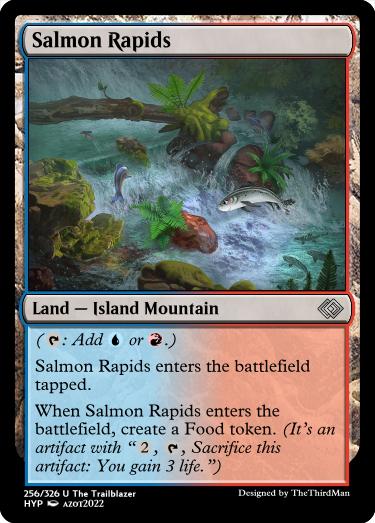 Salmon Rapids
Land — Island Mountain
( : Add or .)
Salmon Rapids enters the battlefield
tapped.
When Salmon Rapids enters the
battlefield, create a Food token. (It's an
artifact with “ 2 , , Sacrifice this
artifact: You gain 3 life.”)
256/326 U The Trailblazer
Designed by TheThirdMan
HYP AZOT2022